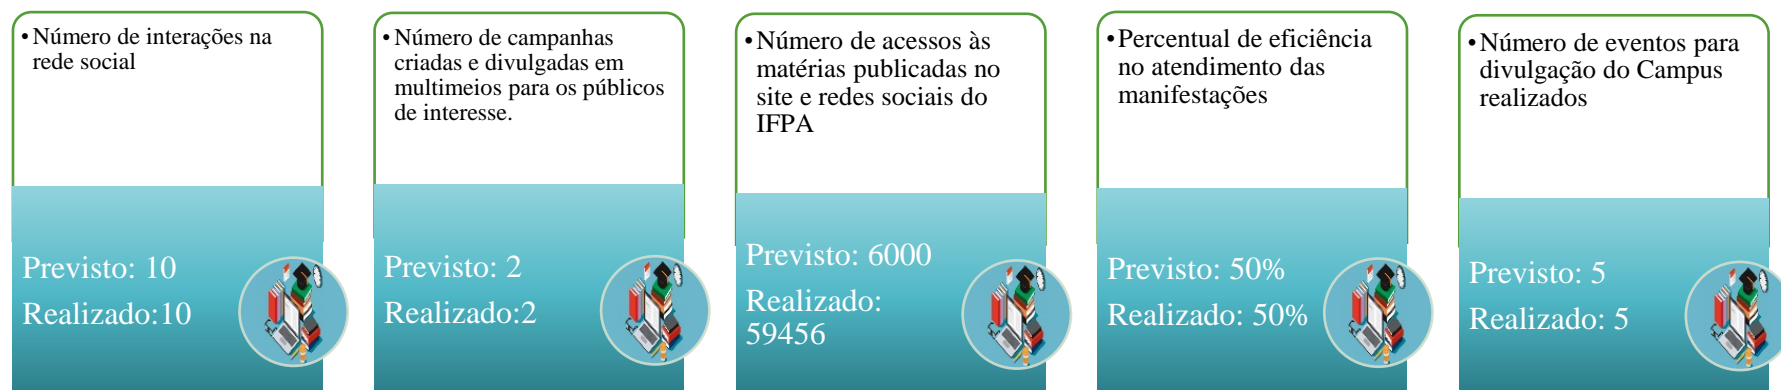 •Número de interações na
rede social
Previsto: 10
Realizado:10
•Número de campanhas
criadas e divulgadas em
multimeios para os públicos
de interesse.
Previsto: 2
Realizado:2
•Número de acessos às
matérias publicadas no
site e redes sociais do
IFPA
Previsto: 6000
Realizado:
59456
•Percentual de eficiência
no atendimento das
manifestações
Previsto: 50%
Realizado: 50%
•Número de eventos para
divulgação do Campus
realizados
Previsto: 5
Realizado: 5